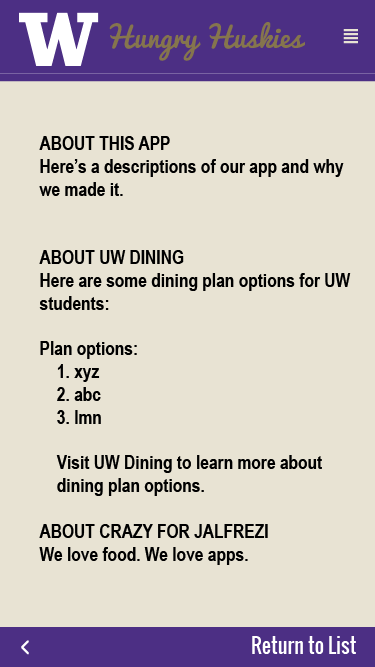 W Hungry Huskies
ABOUT THIS APP
Here's a descriptions of our app and why
we made it.
ABOUT UW DINING
Here are some dining plan options for UW
students:
Plan options:
1. xyz
2. abc
3. lmn
Visit UW Dining to learn more about
dining plan options.
ABOUT CRAZY FOR JALFREZI
We love food. We love apps.
Return to List